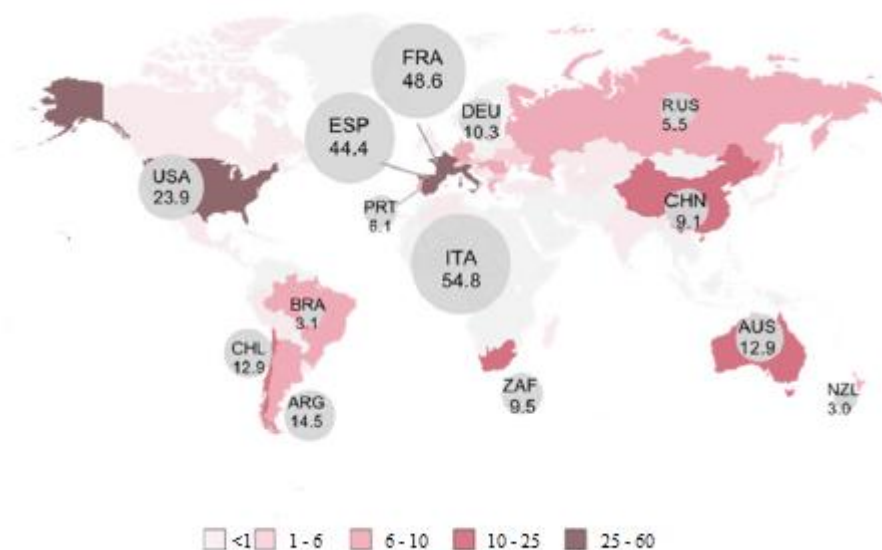 FRA
48.6
DEU
10.3
RUS
5.5
ESP
44.4
USA
23.9
PRT
6.1
CHN
9.1
ITA
54.8
BRA
3.1
AUS
12.9
CHL
12.9
ZAF
9.5
NZL
3.0
ARG
14.5
<1 1 - 6 6 - 10 10 - 25 25 - 60